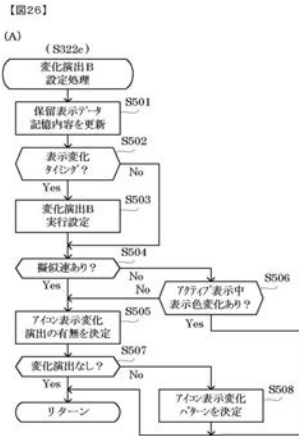 【図26】
(A)
(S322c)
変化演出B
設定処理
S501
保留表示データ
記憶内容を更新
S502
表示変化
タイミング?
No
Yes
S503
変化演出B
実行設定
S504
擬似連あり?
No
Yes
S506
アクティブ表示中
表示色変化あり?
No
Yes
S505
アイコン表示変化
演出の有無を決定
S507
変化演出なし?
No
Yes
S508
アイコン表示変化
パターンを決定
リターン